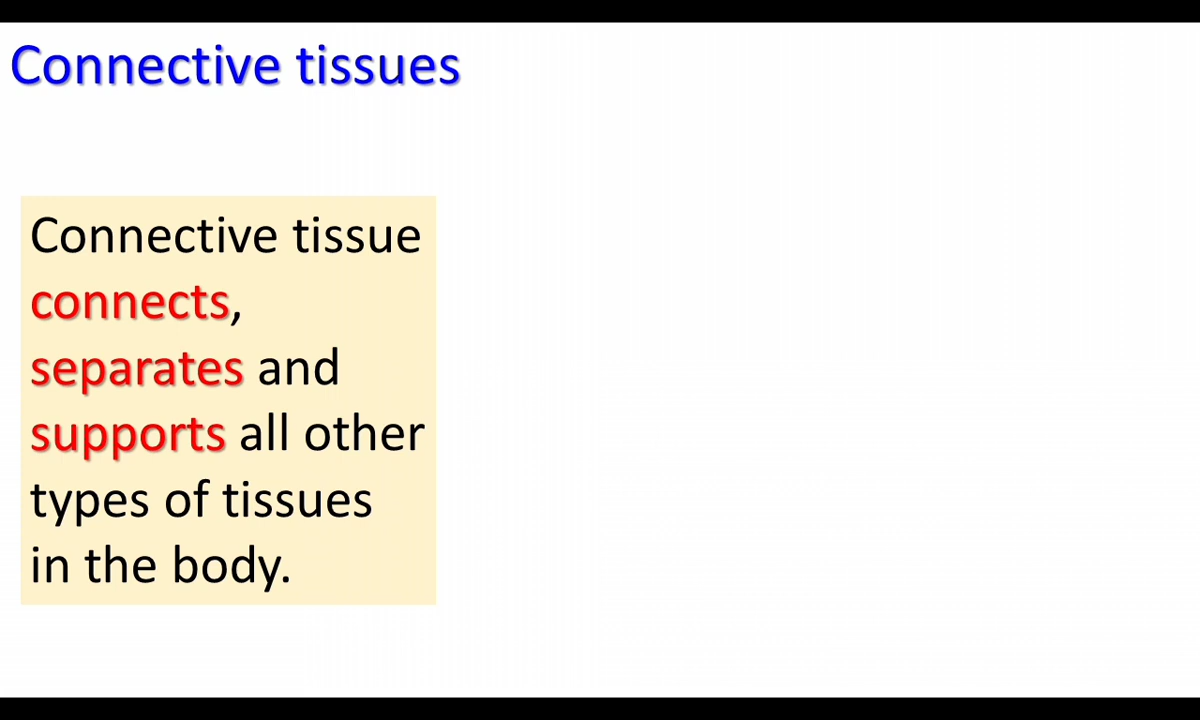 Connective tissues
Connective tissue
connects,
separates and
supports all other
types of tissues
in the body.